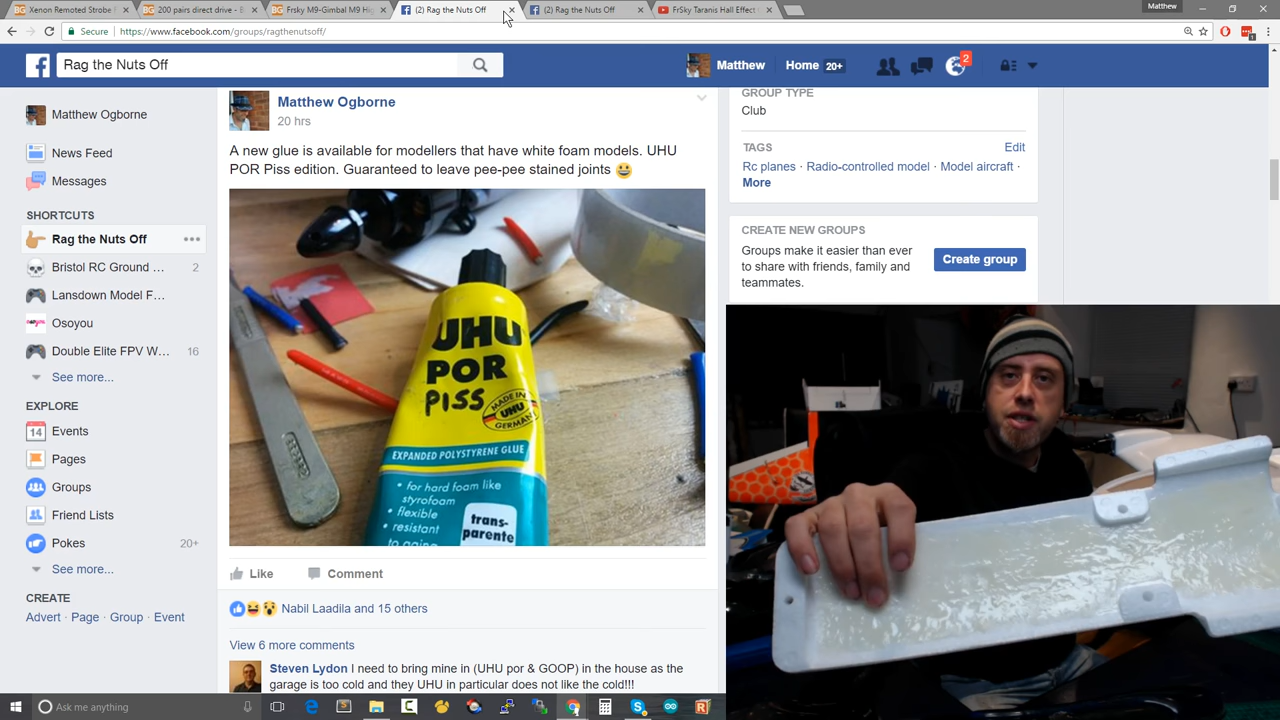 Xenon Remoted Strobe
200 pairs direct drive - B
Frsky M9-Gimbal M9 Hig
(2) Rag the Nuts Off
(2) Rag the Nuts Off
FrSky Taranis Hall Effect
Matthew
Secure
https://www.facebook.com/groups/ragthenutsoff/
Rag the Nuts Off
Matthew
Home 20+
2
Matthew Ogborne
News Feed
Messages
SHORTCUTS
Rag the Nuts Off
Bristol RC Ground ... 2
Lansdown Model F...
Osoyou
Double Elite FPV W... 16
See more...
EXPLORE
14 Events
Pages
Groups
Friend Lists
Pokes 20+
See more...
CREATE
Advert · Page · Group · Event
Matthew Ogborne
20 hrs
A new glue is available for modellers that have white foam models. UHU
POR Piss edition. Guaranteed to leave pee-pee stained joints
UHU
POR
PISS
MADE IN
GERMANY
UHU
EXPANDED POLYSTYRENE GLUE
• for hard foam like
styrofoam
• flexible
• resistant
to aging
trans-
parente
Like
Comment
Nabil Laadila and 15 others
View 6 more comments
Steven Lydon I need to bring mine in (UHU por & GOOP) in the house as the
garage is too cold and they UHU in particular does not like the cold!!!
GROUP TYPE
Club
TAGS
Edit
Rc planes · Radio-controlled model · Model aircraft ·
More
CREATE NEW GROUPS
Groups make it easier than ever
to share with friends, family and
teammates.
Create group
Ask me anything